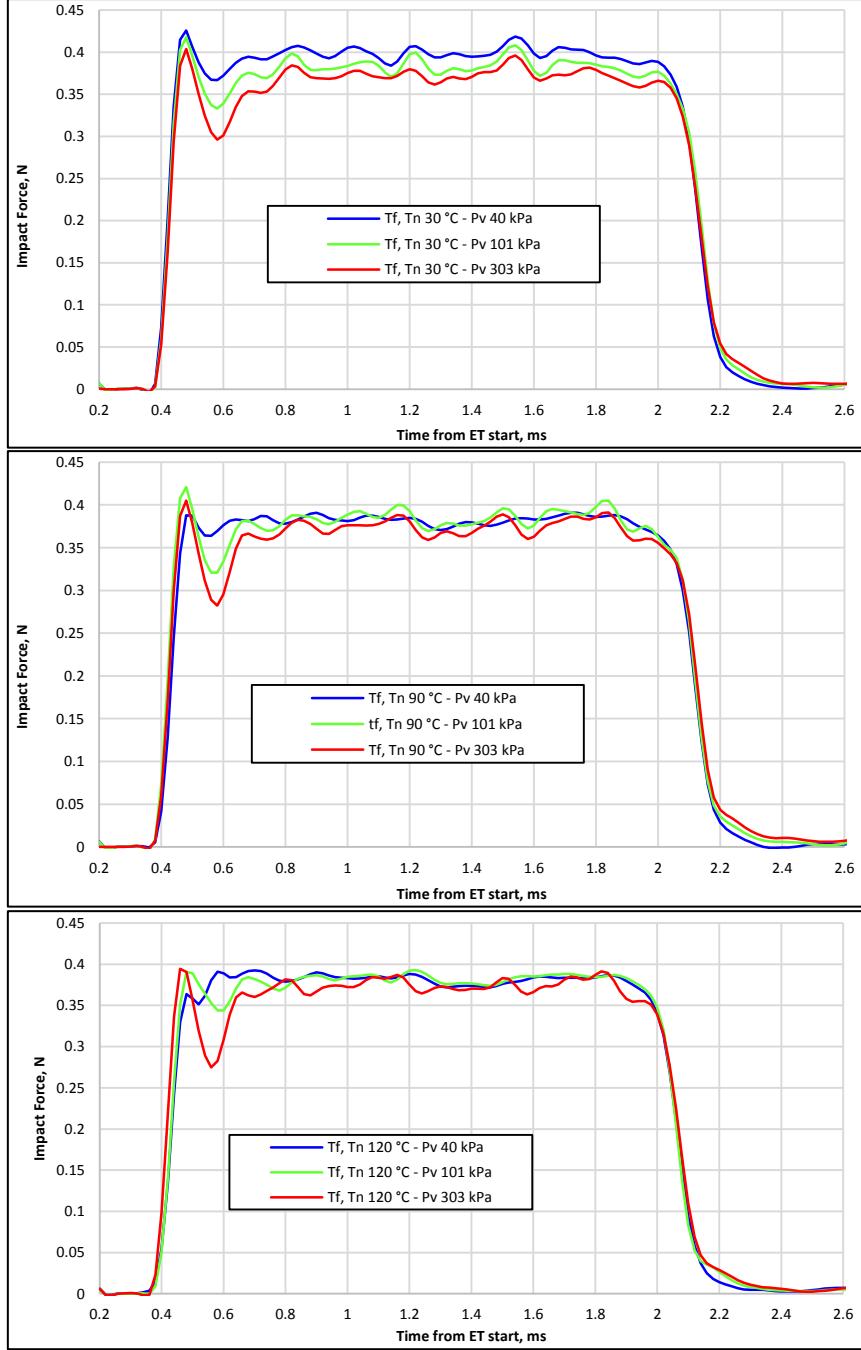 0.45
0.4
0.35
0.3
0.25
0.2
0.15
0.1
0.05
0
Impact Force, N
Tf, Tn 30 °C - Pv 40 kPa
Tf, Tn 30 °C - Pv 101 kPa
Tf, Tn 30 °C - Pv 303 kPa
0.2 0.4 0.6 0.8 1 1.2 1.4 1.6 1.8 2 2.2 2.4 2.6
Time from ET start, ms
0.45
0.4
0.35
0.3
0.25
0.2
0.15
0.1
0.05
0
Impact Force, N
Tf, Tn 90 °C - Pv 40 kPa
tf, Tn 90 °C - Pv 101 kPa
Tf, Tn 90 °C - Pv 303 kPa
0.2 0.4 0.6 0.8 1 1.2 1.4 1.6 1.8 2 2.2 2.4 2.6
Time from ET start, ms
0.45
0.4
0.35
0.3
0.25
0.2
0.15
0.1
0.05
0
Impact Force, N
Tf, Tn 120 °C - Pv 40 kPa
Tf, Tn 120 °C - Pv 101 kPa
Tf, Tn 120 °C - Pv 303 kPa
0.2 0.4 0.6 0.8 1 1.2 1.4 1.6 1.8 2 2.2 2.4 2.6
Time from ET start, ms